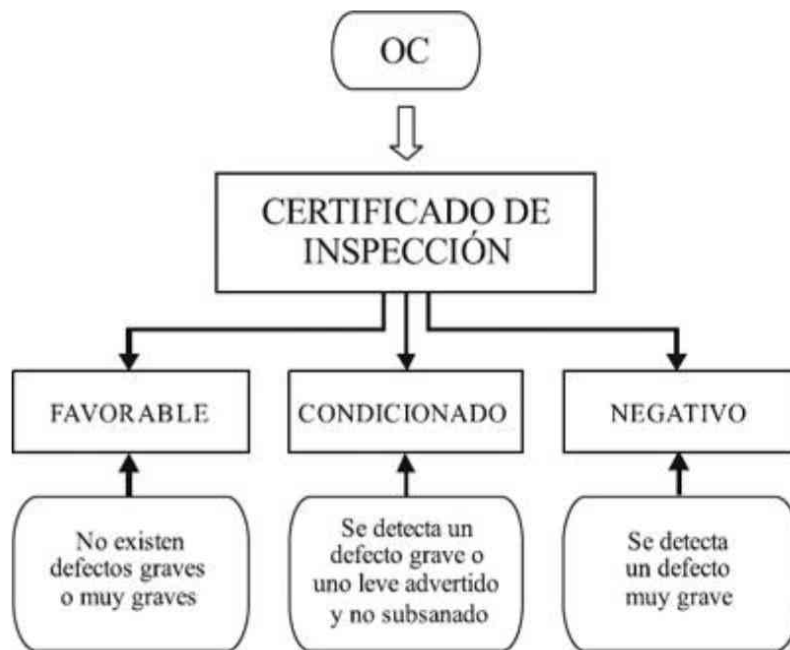 OC
CERTIFICADO DE
INSPECCIÓN
FAVORABLE
CONDICIONADO
NEGATIVO
No existen
defectos graves
o muy graves
Se detecta un
defecto grave o
uno leve advertido
y no subsanado
Se detecta
un defecto
muy grave